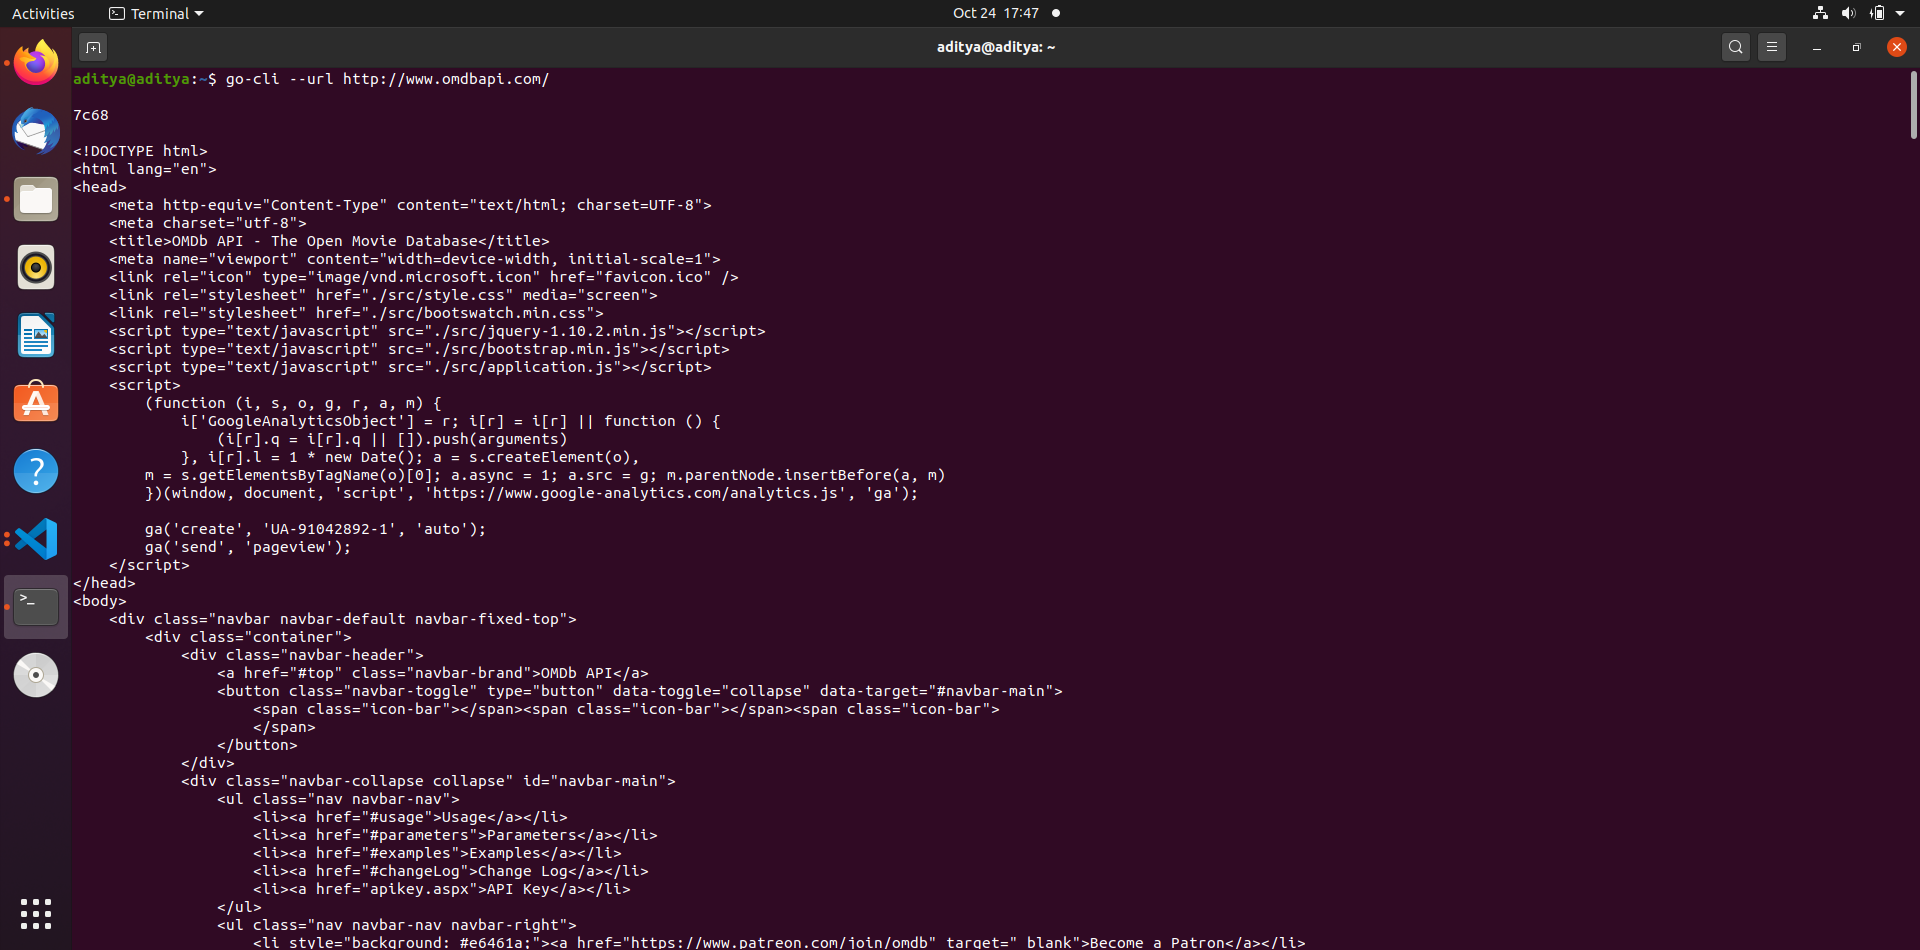 Activities
Terminal
Oct 24 17:47
aditya@aditya: ~
aditya@aditya:~$ go-cli --url http://www.omdbapi.com/
7c68
<!DOCTYPE html>
<html lang="en">
<head>
    <meta http-equiv="Content-Type" content="text/html; charset=UTF-8">
    <meta charset="utf-8">
    <title>OMDb API - The Open Movie Database</title>
    <meta name="viewport" content="width=device-width, initial-scale=1">
    <link rel="icon" type="image/vnd.microsoft.icon" href="favicon.ico" />
    <link rel="stylesheet" href="./src/style.css" media="screen">
    <link rel="stylesheet" href="./src/bootswatch.min.css">
    <script type="text/javascript" src="./src/jquery-1.10.2.min.js"></script>
    <script type="text/javascript" src="./src/bootstrap.min.js"></script>
    <script type="text/javascript" src="./src/application.js"></script>
    <script>
        (function (i, s, o, g, r, a, m) {
            i['GoogleAnalyticsObject'] = r; i[r] = i[r] || function () {
                (i[r].q = i[r].q || []).push(arguments)
            }, i[r].l = 1 * new Date(); a = s.createElement(o),
        m = s.getElementsByTagName(o)[0]; a.async = 1; a.src = g; m.parentNode.insertBefore(a, m)
        })(window, document, 'script', 'https://www.google-analytics.com/analytics.js', 'ga');
        ga('create', 'UA-91042892-1', 'auto');
        ga('send', 'pageview');
    </script>
</head>
<body>
    <div class="navbar navbar-default navbar-fixed-top">
        <div class="container">
            <div class="navbar-header">
                <a href="#top" class="navbar-brand">OMDb API</a>
                <button class="navbar-toggle" type="button" data-toggle="collapse" data-target="#navbar-main">
                    <span class="icon-bar"></span><span class="icon-bar"></span><span class="icon-bar">
                    </span>
                </button>
            </div>
            <div class="navbar-collapse collapse" id="navbar-main">
                <ul class="nav navbar-nav">
                    <li><a href="#usage">Usage</a></li>
                    <li><a href="#parameters">Parameters</a></li>
                    <li><a href="#examples">Examples</a></li>
                    <li><a href="#changeLog">Change Log</a></li>
                    <li><a href="apikey.aspx">API Key</a></li>
                </ul>
                <ul class="nav navbar-nav navbar-right">
                    <li style="background: #e6461a;"><a href="https://www.patreon.com/join/omdb" target="_blank">Become a Patron</a></li>